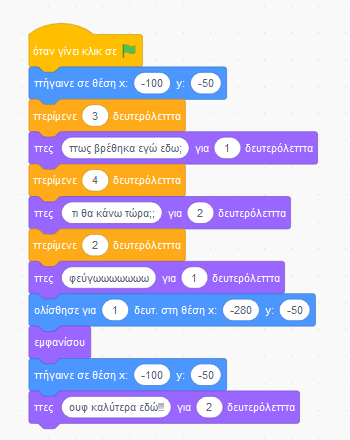 όταν γίνει κλικ σε
πήγαινε σε θέση x: -100 y: -50
περίμενε 3 δευτερόλεπτα
πες πως βρέθηκα εγώ εδω; για 1 δευτερόλεπτα
περίμενε 4 δευτερόλεπτα
πες τι θα κάνω τώρα;; για 2 δευτερόλεπτα
περίμενε 2 δευτερόλεπτα
πες φεύγωωωωωωω για 1 δευτερόλεπτα
ολίσθησε για 1 δευτ. στη θέση x: -280 y: -50
εμφανίσου
πήγαινε σε θέση x: -100 y: -50
πες ουφ καλύτερα εδώ!!! για 2 δευτερόλεπτα